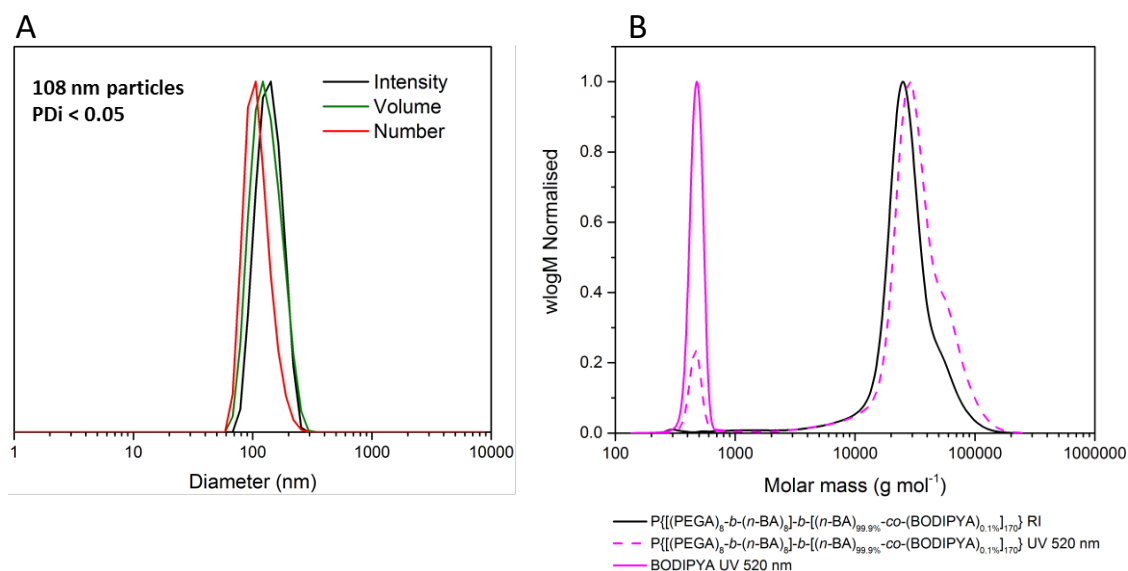 A
108 nm particles
PDi < 0.05
Intensity
Volume
Number
1 10 100 1000 10000
Diameter (nm)
B
wlogM Normalised
1.0
0.8
0.6
0.4
0.2
0.0
100 1000 10000 100000 1000000
Molar mass (g mol⁻¹)
P{[(PEGA)₈-b-(n-BA)₈]-b-[(n-BA)₉₉.₉%-co-(BODIPYA)₀.₁%]₁₇₀} RI
P{[(PEGA)₈-b-(n-BA)₈]-b-[(n-BA)₉₉.₉%-co-(BODIPYA)₀.₁%]₁₇₀} UV 520 nm
BODIPYA UV 520 nm